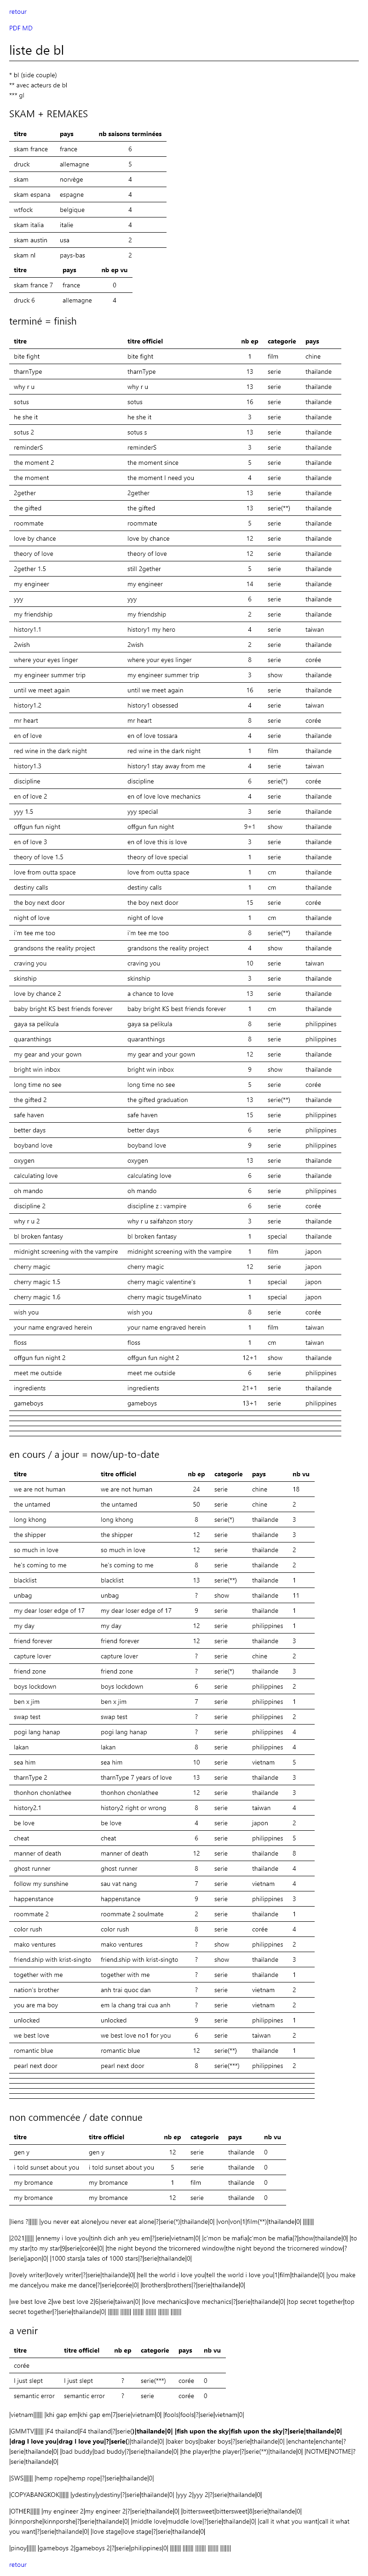 retour
PDF MD
liste de bl
* bl (side couple)
** avec acteurs de bl
*** gl
SKAM + REMAKES
titre pays nb saisons terminées
skam france france 6
druck allemagne 5
skam norvège 4
skam espana espagne 4
wtfock belgique 4
skam italia italie 4
skam austin usa 2
skam nl pays-bas 2
titre pays nb ep vu
skam france 7 france 0
druck 6 allemagne 4
terminé = finish
titre titre officiel nb ep categorie pays
bite fight bite fight 1 film chine
tharnType tharnType 13 serie thailande
why r u why r u 13 serie thailande
sotus sotus 16 serie thailande
he she it he she it 3 serie thailande
sotus 2 sotus s 13 serie thailande
reminderS reminderS 3 serie thailande
the moment 2 the moment since 5 serie thailande
the moment the moment I need you 4 serie thailande
2gether 2gether 13 serie thailande
the gifted the gifted 13 serie(**) thailande
roommate roommate 5 serie thailande
love by chance love by chance 12 serie thailande
theory of love theory of love 12 serie thailande
2gether 1.5 still 2gether 5 serie thailande
my engineer my engineer 14 serie thailande
yyy yyy 6 serie thailande
my friendship my friendship 2 serie thailande
history1.1 history1 my hero 4 serie taiwan
2wish 2wish 2 serie thailande
where your eyes linger where your eyes linger 8 serie corée
my engineer summer trip my engineer summer trip 3 show thailande
until we meet again until we meet again 16 serie thailande
history1.2 history1 obsessed 4 serie taiwan
mr heart mr heart 8 serie corée
en of love en of love tossara 4 serie thailande
red wine in the dark night red wine in the dark night 1 film thailande
history1.3 history1 stay away from me 4 serie taiwan
discipline discipline 6 serie(*) corée
en of love 2 en of love love mechanics 4 serie thailande
yyy 1.5 yyy special 3 serie thailande
offgun fun night offgun fun night 9+1 show thailande
en of love 3 en of love this is love 3 serie thailande
theory of love 1.5 theory of love special 1 serie thailande
love from outta space love from outta space 1 cm thailande
destiny calls destiny calls 1 cm thailande
the boy next door the boy next door 15 serie corée
night of love night of love 1 cm thailande
i'm tee me too i'm tee me too 8 serie(**) thailande
grandsons the reality project grandsons the reality project 4 show thailande
craving you craving you 10 serie taiwan
skinship skinship 3 serie thailande
love by chance 2 a chance to love 13 serie thailande
baby bright KS best friends forever baby bright KS best friends forever 1 cm thailande
gaya sa pelikula gaya sa pelikula 8 serie philippines
quaranthings quaranthings 8 serie philippines
my gear and your gown my gear and your gown 12 serie thailande
bright win inbox bright win inbox 9 show thailande
long time no see long time no see 5 serie corée
the gifted 2 the gifted graduation 13 serie(**) thailande
safe haven safe haven 15 serie philippines
better days better days 6 serie philippines
boyband love boyband love 9 serie philippines
oxygen oxygen 13 serie thailande
calculating love calculating love 6 serie thailande
oh mando oh mando 6 serie philippines
discipline 2 discipline z : vampire 6 serie corée
why r u 2 why r u saifahzon story 3 serie thailande
bl broken fantasy bl broken fantasy 1 special thailande
midnight screening with the vampire midnight screening with the vampire 1 film japon
cherry magic cherry magic 12 serie japon
cherry magic 1.5 cherry magic valentine's 1 special japon
cherry magic 1.6 cherry magic tsugeMinato 1 special japon
wish you wish you 8 serie corée
your name engraved herein your name engraved herein 1 film taiwan
floss floss 1 cm taiwan
offgun fun night 2 offgun fun night 2 12+1 show thailande
meet me outside meet me outside 6 serie philippines
ingredients ingredients 21+1 serie thailande
gameboys gameboys 13+1 serie philippines
en cours / a jour = now/up-to-date
titre titre officiel nb ep categorie pays nb vu
we are not human we are not human 24 serie chine 18
the untamed the untamed 50 serie chine 2
long khong long khong 8 serie(*) thailande 3
the shipper the shipper 12 serie thailande 3
so much in love so much in love 12 serie thailande 2
he's coming to me he's coming to me 8 serie thailande 2
blacklist blacklist 13 serie(**) thailande 1
unbag unbag ? show thailande 11
my dear loser edge of 17 my dear loser edge of 17 9 serie thailande 1
my day my day 12 serie philippines 1
friend forever friend forever 12 serie thailande 3
capture lover capture lover ? serie chine 2
friend zone friend zone ? serie(*) thailande 3
boys lockdown boys lockdown 6 serie philippines 2
ben x jim ben x jim 7 serie philippines 1
swap test swap test ? serie philippines 2
pogi lang hanap pogi lang hanap ? serie philippines 4
lakan lakan 8 serie philippines 4
sea him sea him 10 serie vietnam 5
tharnType 2 tharnType 7 years of love 13 serie thailande 3
thonhon chonlathee thonhon chonlathee 12 serie thailande 3
history2.1 history2 right or wrong 8 serie taiwan 4
be love be love 4 serie japon 2
cheat cheat 6 serie philippines 5
manner of death manner of death 12 serie thailande 8
ghost runner ghost runner 8 serie thailande 4
follow my sunshine sau vat nang 7 serie vietnam 4
happenstance happenstance 9 serie philippines 3
roommate 2 roommate 2 soulmate 2 serie thailande 1
color rush color rush 8 serie corée 4
mako ventures mako ventures ? show philippines 2
friend.ship with krist-singto friend.ship with krist-singto ? show thailande 3
together with me together with me ? serie thailande 1
nation's brother anh trai quoc dan ? serie vietnam 2
you are ma boy em la chang trai cua anh ? serie vietnam 2
unlocked unlocked 9 serie philippines 1
we best love we best love no1 for you 6 serie taiwan 2
romantic blue romantic blue 12 serie(**) thailande 1
pearl next door pearl next door 8 serie(***) philippines 2
non commencée / date connue
titre titre officiel nb ep categorie pays nb vu
gen y gen y 12 serie thailande 0
i told sunset about you i told sunset about you 5 serie thailande 0
my bromance my bromance 1 film thailande 0
my bromance my bromance 12 serie thailande 0
|liens ?|||||| |you never eat alone|you never eat alone|?|serie(*)|thailande|0| |von|von|1|film(**)|thailande|0| |||||||
|2021|||||| |ennemy i love you|tinh dich anh yeu em|?|serie|vietnam|0| |c'mon be mafia|c'mon be mafia|?|show|thailande|0| |to my star|to my star|9|serie|corée|0| |the night beyond the tricornered window|the night beyond the tricornered window|?|serie|japon|0| |1000 stars|a tales of 1000 stars|?|serie|thailande|0|
|lovely writer|lovely writer|?|serie|thailande|0| |tell the world i love you|tell the world i love you|1|film|thailande|0| |you make me dance|you make me dance|?|serie|corée|0| |brothers|brothers|?|serie|thailande|0|
|we best love 2|we best love 2|6|serie|taiwan|0| |love mechanics|love mechanics|?|serie|thailande|0| |top secret together|top secret together|?|serie|thailande|0| ||||||| ||||||| ||||||| ||||||| ||||||| |||||||
a venir
titre titre officiel nb ep categorie pays nb vu
corée
I just slept I just slept ? serie(***) corée 0
semantic error semantic error ? serie corée 0
|vietnam|||||| |khi gap em|khi gap em|?|serie|vietnam|0| |fools|fools|?|serie|vietnam|0|
|GMMTV|||||| |F4 thailand|F4 thailand|?|serie()|thailande|0| |fish upon the sky|fish upon the sky|?|serie|thailande|0| |drag I love you|drag I love you|?|serie()|thailande|0| |baker boys|baker boys|?|serie|thailande|0| |enchante|enchante|?|serie|thailande|0| |bad buddy|bad buddy|?|serie|thailande|0| |the player|the player|?|serie(**)|thailande|0| |NOTME|NOTME|?|serie|thailande|0|
|SWS|||||| |hemp rope|hemp rope|?|serie|thailande|0|
|COPYABANGKOK|||||| |ydestiny|ydestiny|?|serie|thailande|0| |yyy 2|yyy 2|?|serie|thailande|0|
|OTHER|||||| |my engineer 2|my engineer 2|?|serie|thailande|0| |bittersweet|bittersweet|8|serie|thailande|0| |kinnporshe|kinnporshe|?|serie|thailande|0| |middle love|muddle love|?|serie|thailande|0| |call it what you want|call it what you want|?|serie|thailande|0| |love stage|love stage|?|serie|thailande|0|
|pinoy|||||| |gameboys 2|gameboys 2|?|serie|philippines|0| ||||||| ||||||| ||||||| ||||||| |||||||
retour